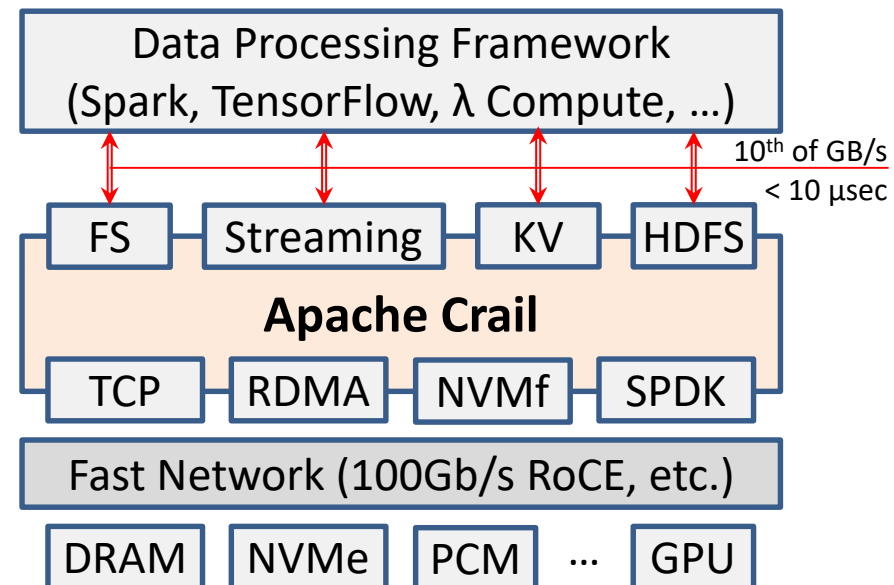 Data Processing Framework
(Spark, TensorFlow, λ Compute, ...)
10th of GB/s
< 10 μsec
FS Streaming KV HDFS
Apache Crail
TCP RDMA NVMf SPDK
Fast Network (100Gb/s RoCE, etc.)
DRAM NVMe PCM ... GPU